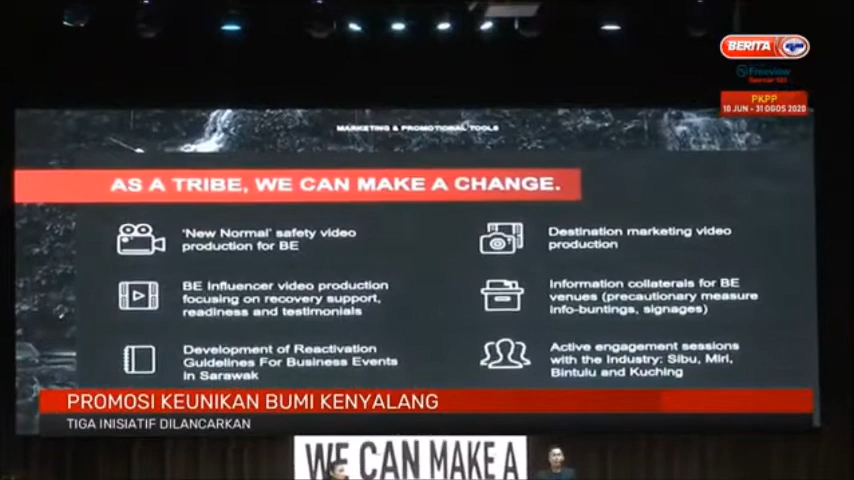 BERITA
Freeview
PKPP
10 JUN - 31 OGOS 2020
MARKETING & PROMOTIONAL TOOLS
AS A TRIBE, WE CAN MAKE A CHANGE.
'New Normal' safety video
production for BE
BE Influencer video production
focusing on recovery support,
readiness and testimonials
Development of Reactivation
Guidelines For Business Events
in Sarawak
Destination marketing video
production
Information collaterals for BE
venues (precautionary measure
info-buntings, signages)
Active engagement sessions
with the Industry: Sibu, Miri,
Bintulu and Kuching
PROMOSI KEUNIKAN BUMI KENYALANG
TIGA INISIATIF DILANCARKAN
WE CAN MAKE A